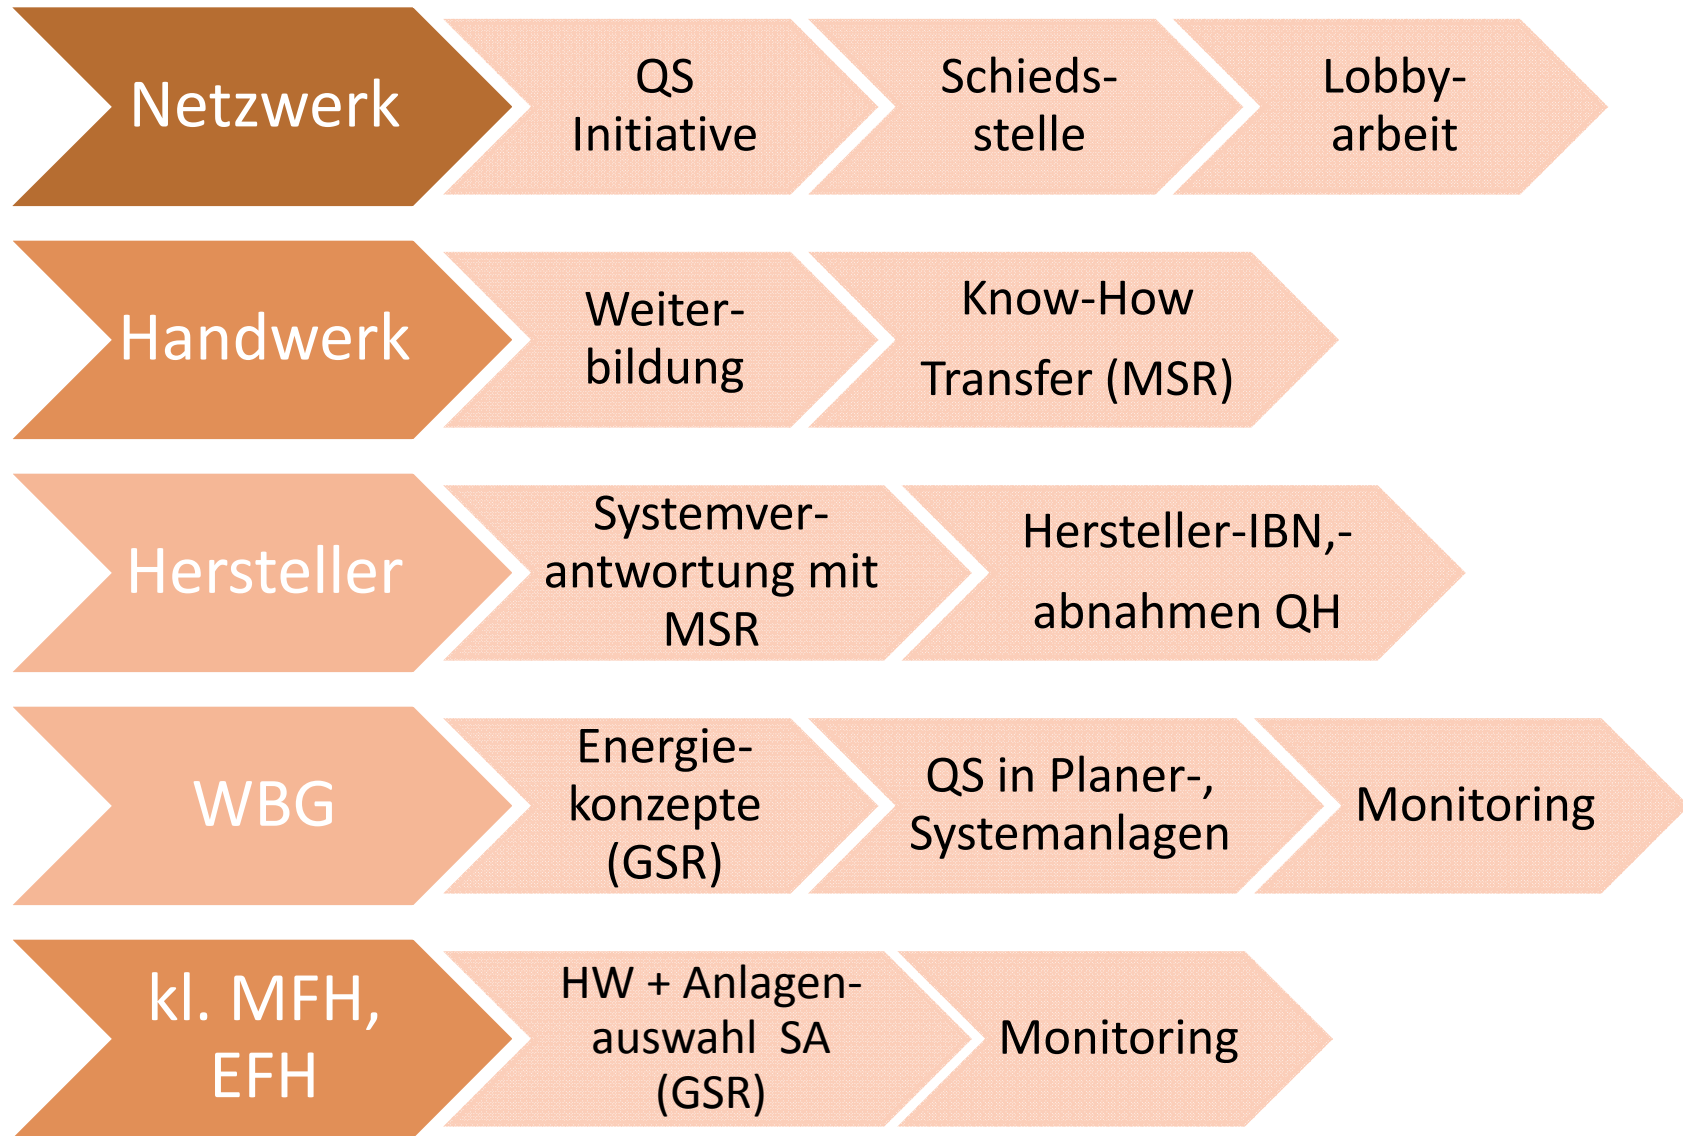 Netzwerk
QS
Initiative
Schieds-
stelle
Lobby-
arbeit
Handwerk
Weiter-
bildung
Know-How
Transfer (MSR)
Hersteller
Systemver-
antwortung mit
MSR
Hersteller-IBN,-
abnahmen QH
WBG
Energie-
konzepte
(GSR)
QS in Planer-,
Systemanlagen
Monitoring
kl. MFH,
EFH
HW + Anlagen-
auswahl  SA
(GSR)
Monitoring